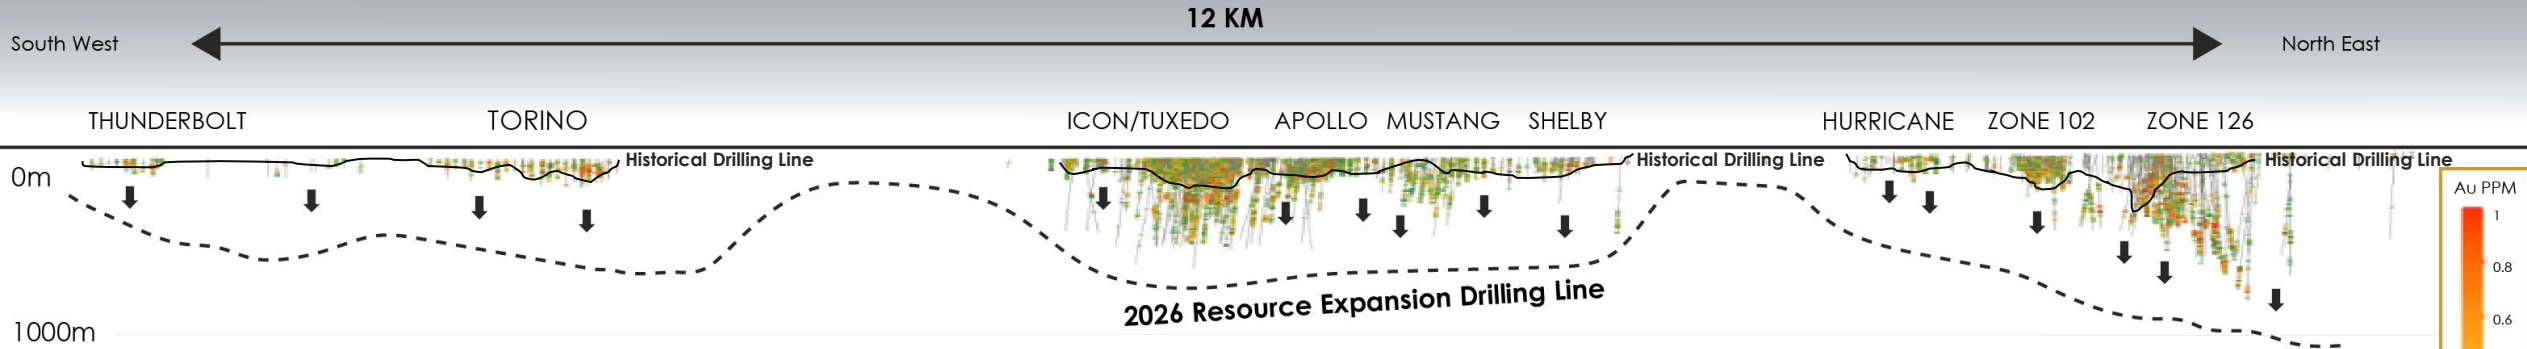 12 KM
South West
North East
THUNDERBOLT
TORINO
ICON/TUXEDO
APOLLO
MUSTANG
SHELBY
HURRICANE
ZONE 102
ZONE 126
Historical Drilling Line
Historical Drilling Line
Historical Drilling Line
0m
Au PPM
1
0.8
0.6
2026 Resource Expansion Drilling Line
1000m